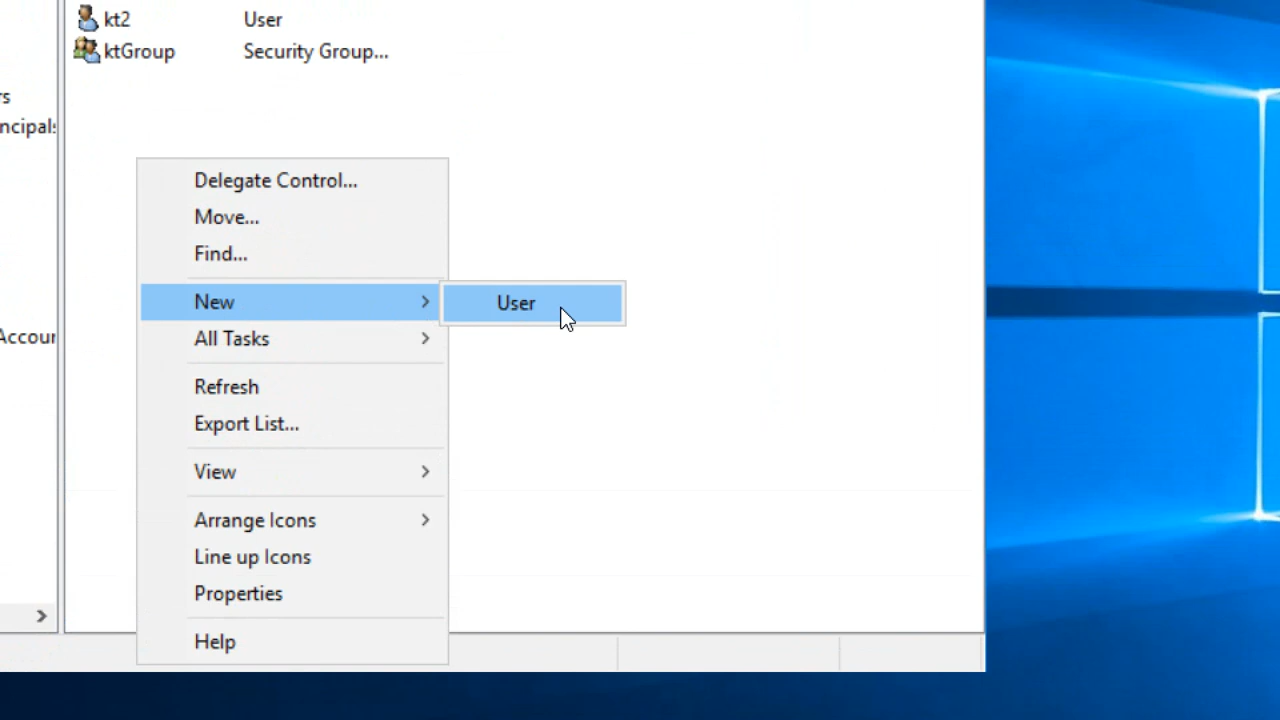 kt2 User
ktGroup Security Group...
rs
ncipals
Delegate Control...
Move...
Find...
New User
All Tasks
Accour
Refresh
Export List...
View
Arrange Icons
Line up Icons
Properties
Help